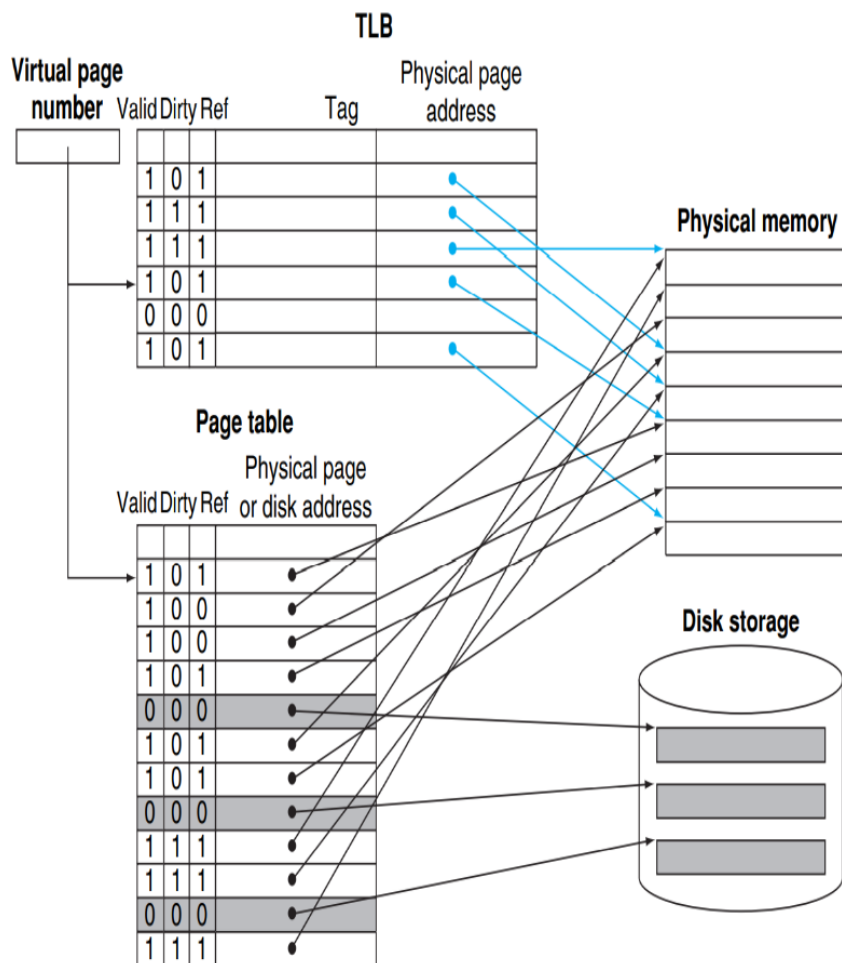 TLB
Virtual page
number
Valid Dirty Ref
Tag
Physical page
address
1 0 1
1 1 1
1 1 1
1 0 1
0 0 0
1 0 1
Physical memory
Page table
Physical page
or disk address
Valid Dirty Ref
1 0 1
1 0 0
1 0 0
1 0 1
0 0 0
1 0 1
1 0 1
0 0 0
1 1 1
1 1 1
0 0 0
1 1 1
Disk storage